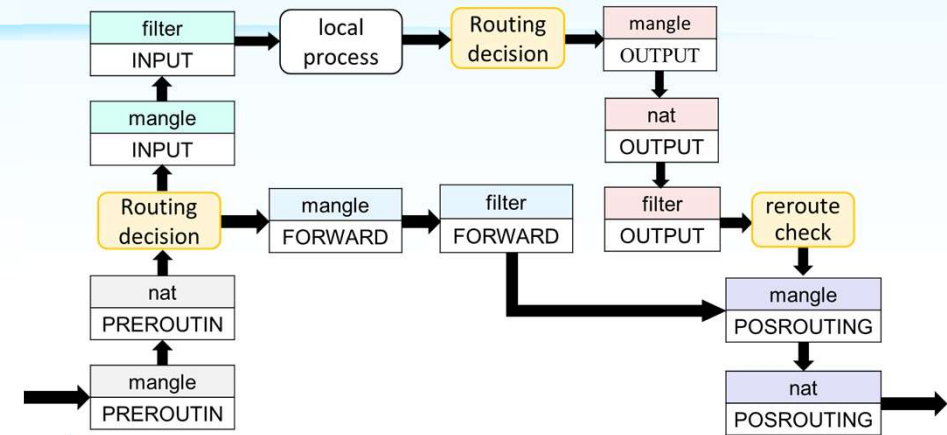 filter
INPUT
local
process
Routing
decision
mangle
OUTPUT
mangle
INPUT
nat
OUTPUT
Routing
decision
mangle
FORWARD
filter
FORWARD
filter
OUTPUT
reroute
check
nat
PREROUTIN
mangle
POSROUTING
mangle
PREROUTIN
nat
POSROUTING